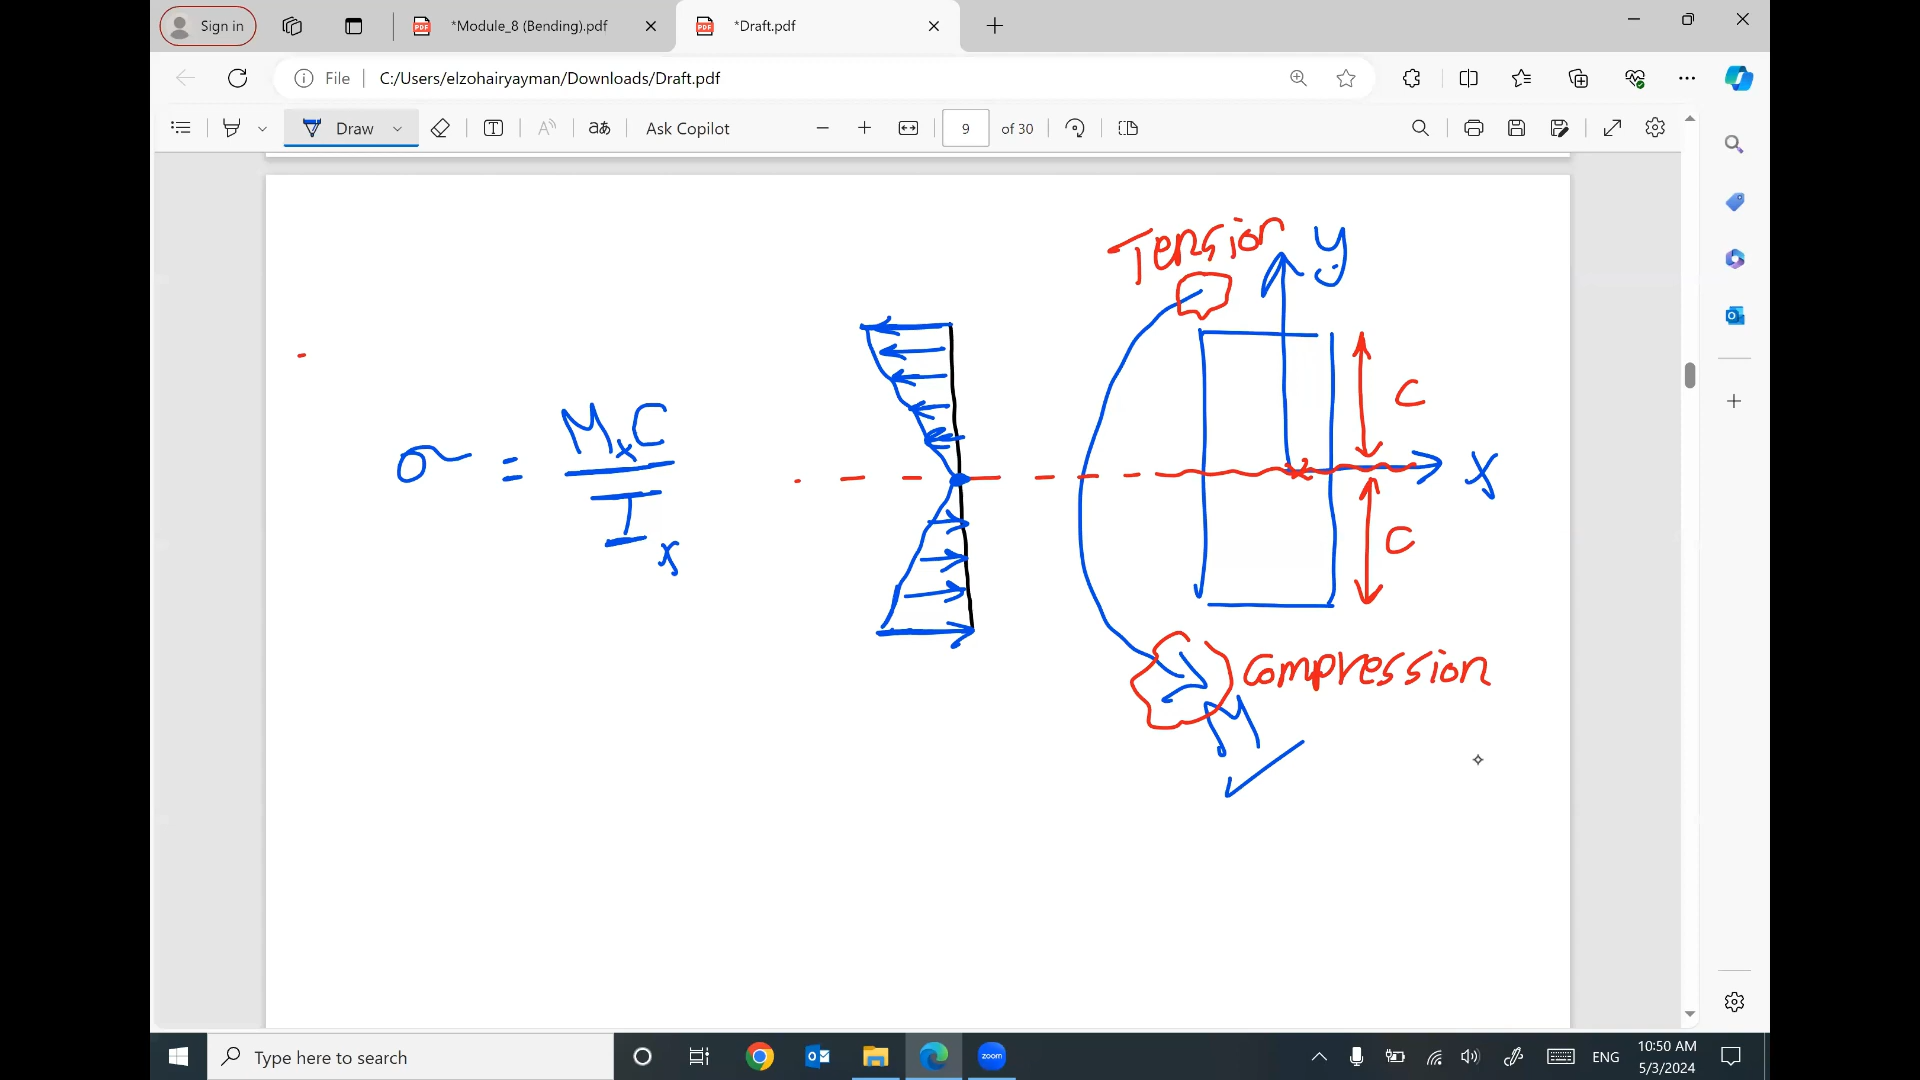 Sign in
*Module_8 (Bending).pdf
*Draft.pdf
File
C:/Users/elzohairyayman/Downloads/Draft.pdf
Draw
Ask Copilot
9
of 30
Tension
y
C
σ = MxC / Ix
x
C
Compression
M
Type here to search
zoom
ENG
10:50 AM
5/3/2024